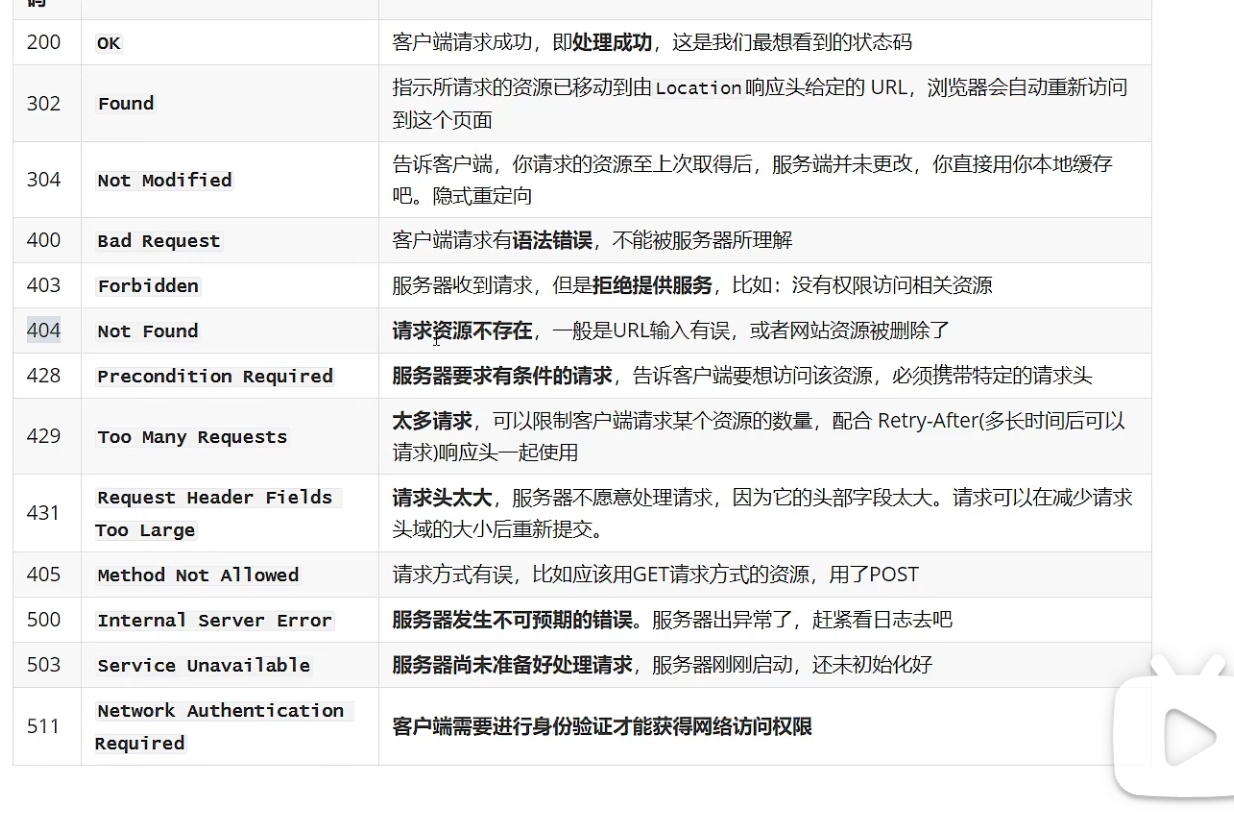 码
200 OK 客户端请求成功，即处理成功，这是我们最想看到的状态码
302 Found 指示所请求的资源已移动到由Location响应头给定的 URL，浏览器会自动重新访问
到这个页面
304 Not Modified 告诉客户端，你请求的资源至上次取得后，服务端并未更改，你直接用你本地缓存
吧。隐式重定向
400 Bad Request 客户端请求有语法错误，不能被服务器所理解
403 Forbidden 服务器收到请求，但是拒绝提供服务，比如：没有权限访问相关资源
404 Not Found 请求资源不存在，一般是URL输入有误，或者网站资源被删除了
428 Precondition Required 服务器要求有条件的请求，告诉客户端要想访问该资源，必须携带特定的请求头
429 Too Many Requests 太多请求，可以限制客户端请求某个资源的数量，配合 Retry-After(多长时间后可以
请求)响应头一起使用
431 Request Header Fields 请求头太大，服务器不愿意处理请求，因为它的头部字段太大。请求可以在减少请求
Too Large 头域的大小后重新提交。
405 Method Not Allowed 请求方式有误，比如应该用GET请求方式的资源，用了POST
500 Internal Server Error 服务器发生不可预期的错误。服务器出异常了，赶紧看日志去吧
503 Service Unavailable 服务器尚未准备好处理请求，服务器刚刚启动，还未初始化好
511 Network Authentication 客户端需要进行身份验证才能获得网络访问权限
Required